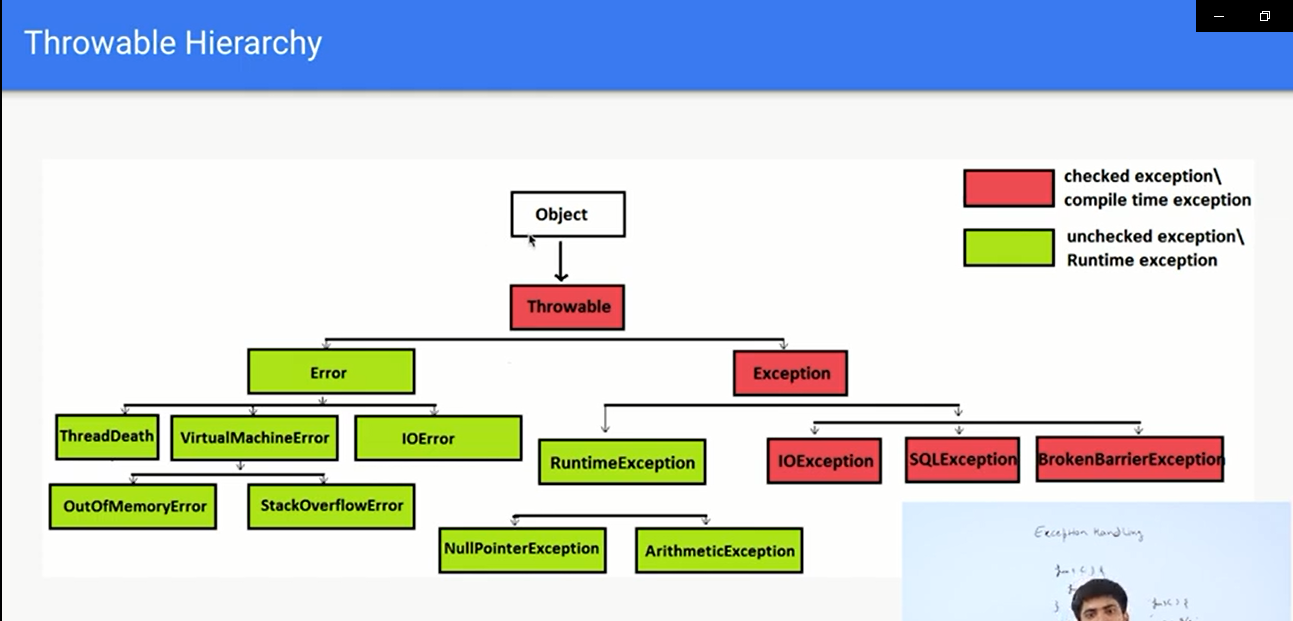 Throwable Hierarchy
checked exception\
compile time exception
unchecked exception\
Runtime exception
Object
Throwable
Error
Exception
ThreadDeath
VirtualMachineError
IOError
RuntimeException
IOException
SQLException
BrokenBarrierException
OutOfMemoryError
StackOverflowError
NullPointerException
ArithmeticException
Exception Handling